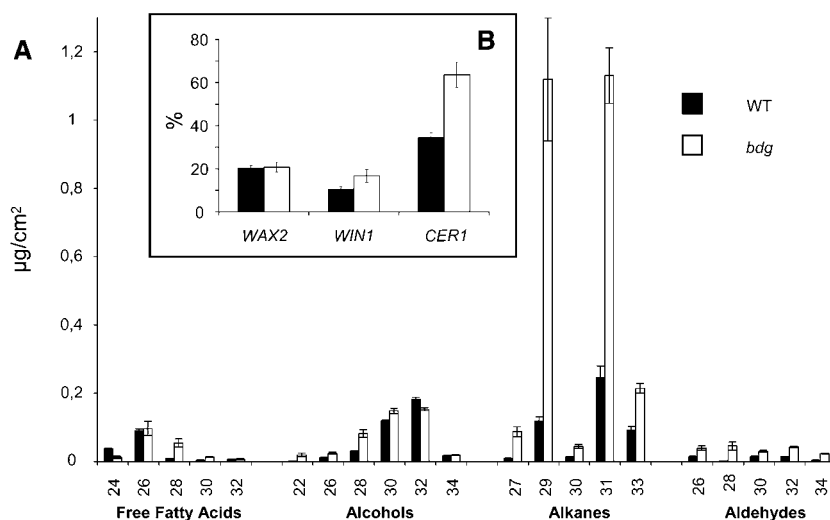 A
B
1,2
1
0,8
0,6
0,4
0,2
0
µg/cm²
80
60
40
20
0
%
WAX2 WIN1 CER1
WT
bdg
24 26 28 30 32 22 26 28 30 32 34 27 29 30 31 33 26 28 30 32 34
Free Fatty Acids Alcohols Alkanes Aldehydes